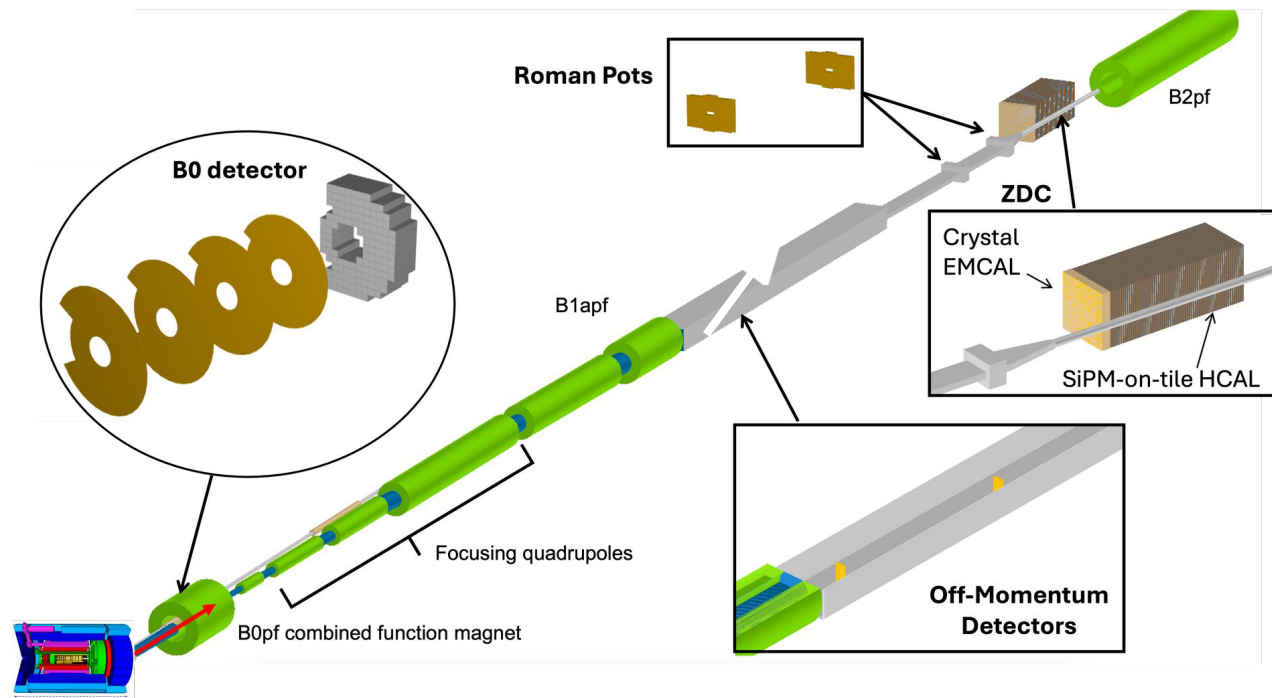 Roman Pots
B2pf
B0 detector
ZDC
Crystal
EMCAL
B1apf
SiPM-on-tile HCAL
Focusing quadrupoles
Off-Momentum
Detectors
B0pf combined function magnet